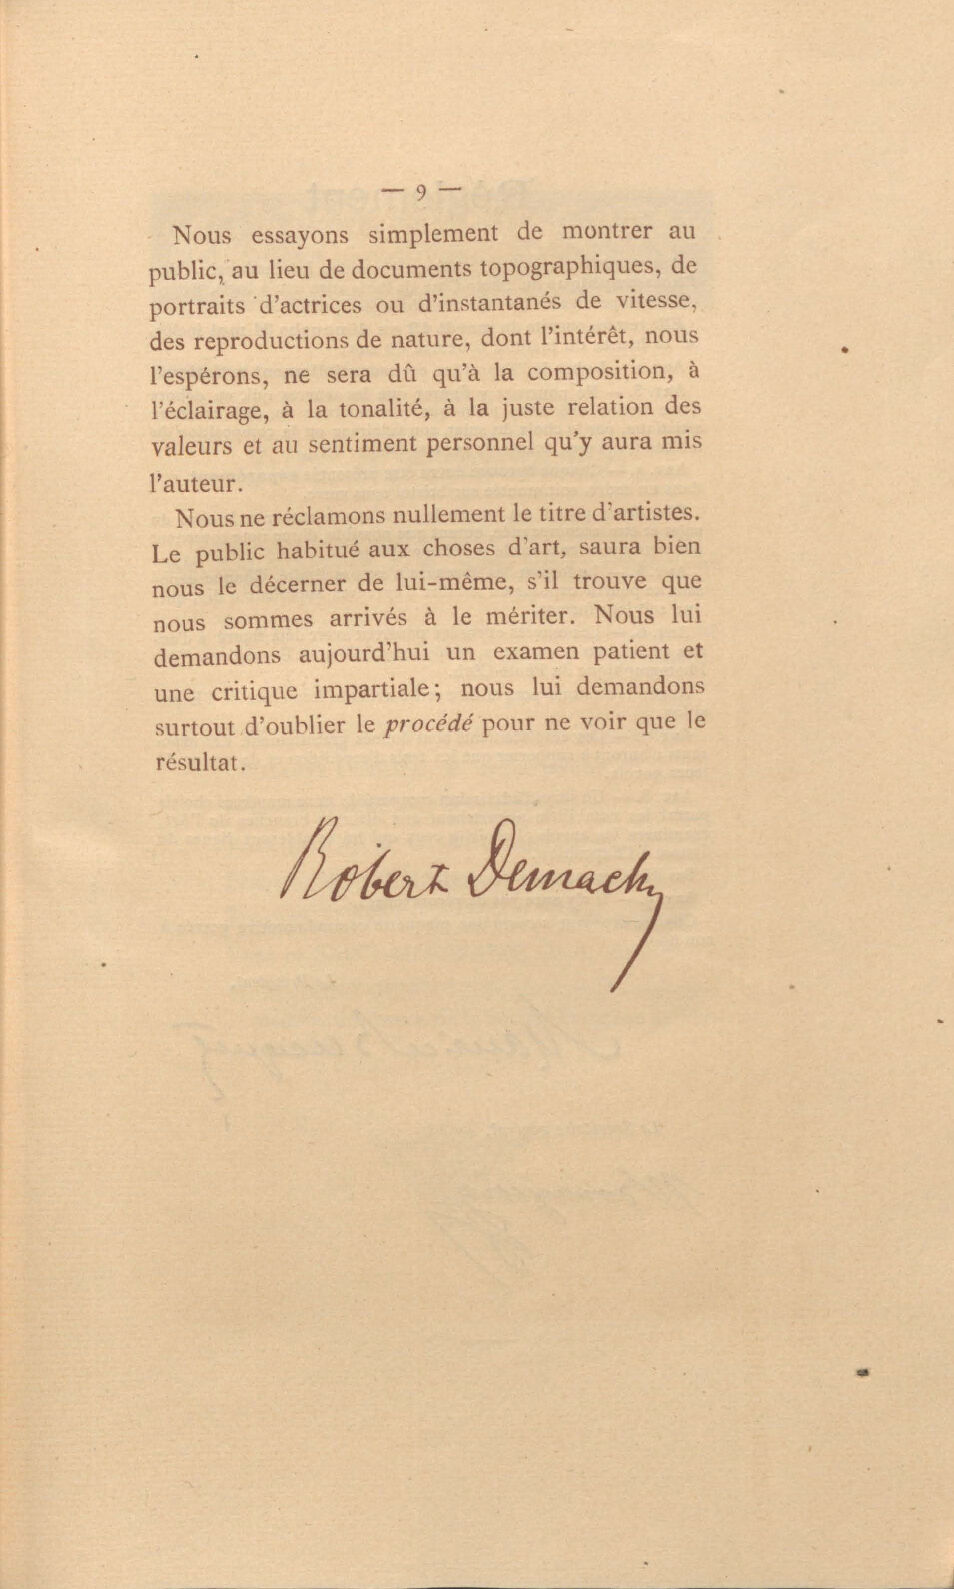 — 9 —
Nous essayons simplement de montrer au
public, au lieu de documents topographiques, de
portraits d'actrices ou d'instantanés de vitesse,
des reproductions de nature, dont l'intérêt, nous
l'espérons, ne sera dû qu'à la composition, à
l'éclairage, à la tonalité, à la juste relation des
valeurs et au sentiment personnel qu'y aura mis
l'auteur.
Nous ne réclamons nullement le titre d'artistes.
Le public habitué aux choses d'art, saura bien
nous le décerner de lui-même, s'il trouve que
nous sommes arrivés à le mériter. Nous lui
demandons aujourd'hui un examen patient et
une critique impartiale; nous lui demandons
surtout d'oublier le procédé pour ne voir que le
résultat.
Robert Demachy